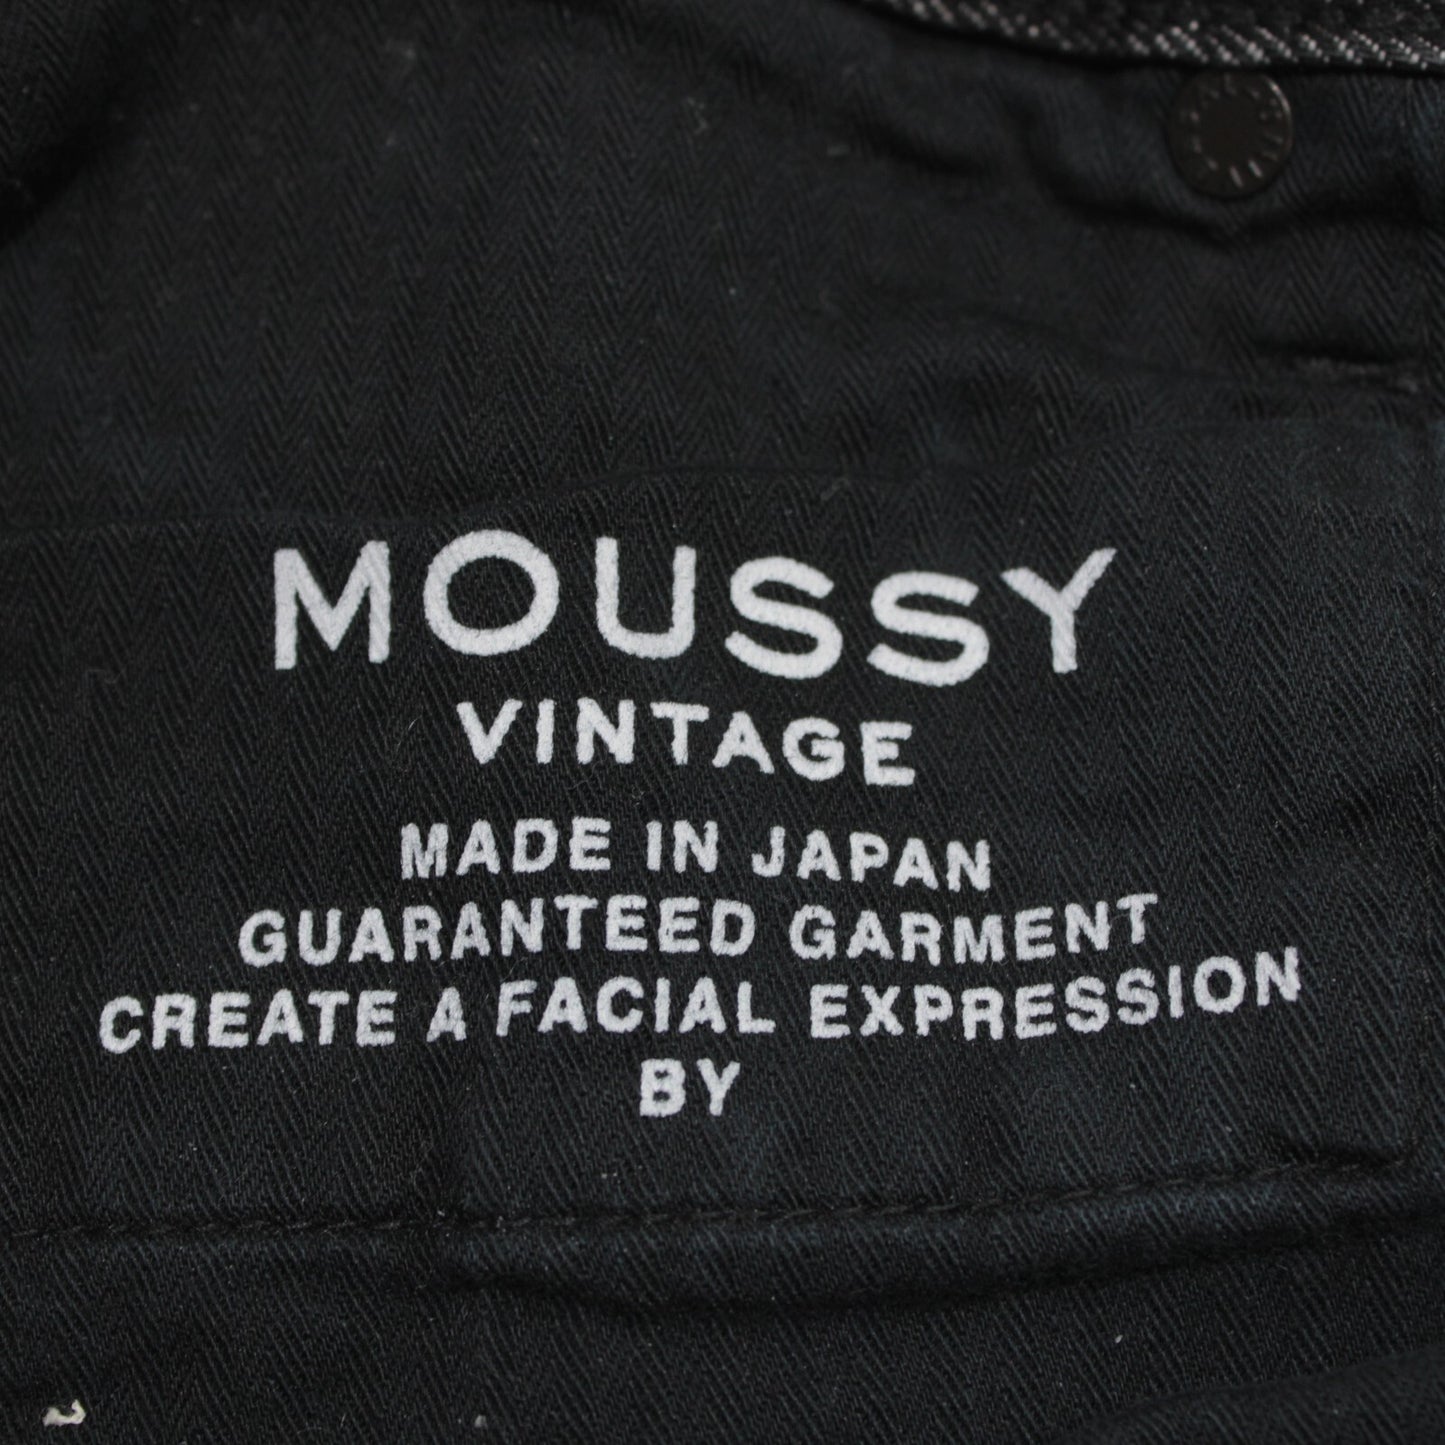 MOUSSY
VINTAGE
MADE IN JAPAN
GUARANTEED GARMENT
CREATE A FACIAL EXPRESSION
BY